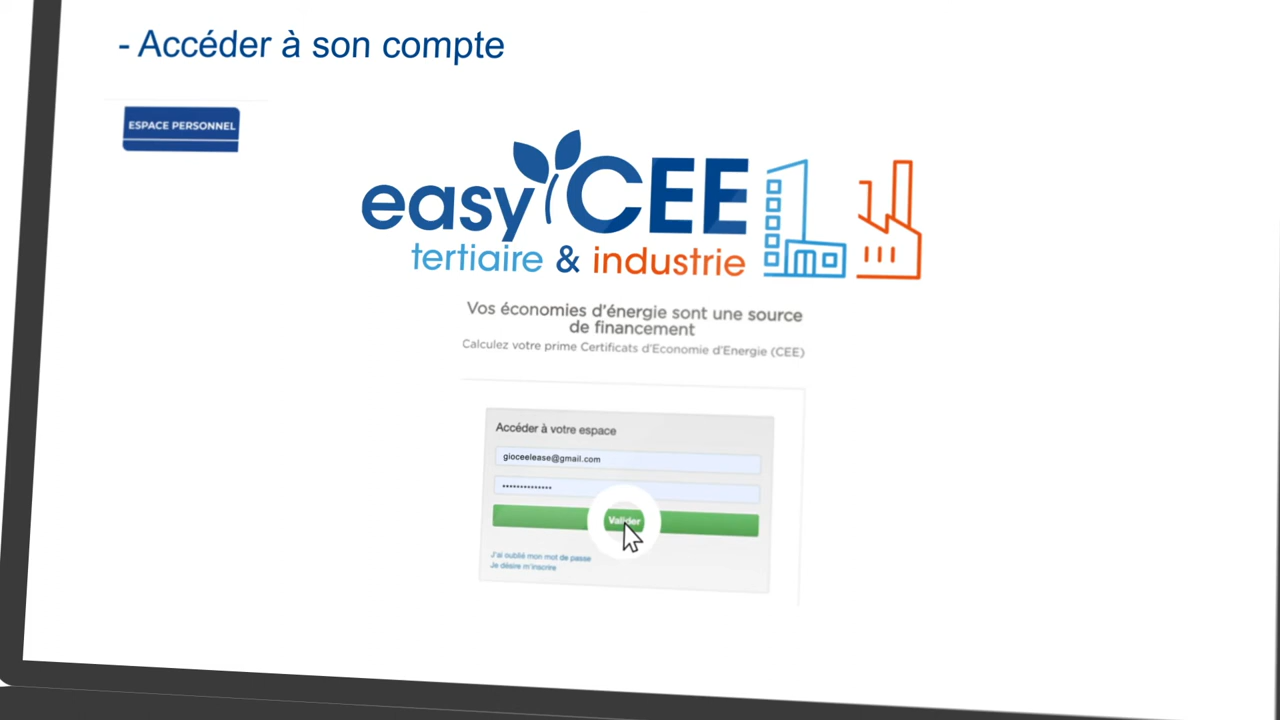 - Accéder à son compte
ESPACE PERSONNEL
easyCEE
tertiaire & industrie
Vos économies d'énergie sont une source
de financement
Calculez votre prime Certificats d'Economie d'Energie (CEE)
Accéder à votre espace
gioceelease@gmail.com
••••••••••••••
Valider
J'ai oublié mon mot de passe
Je désire m'inscrire